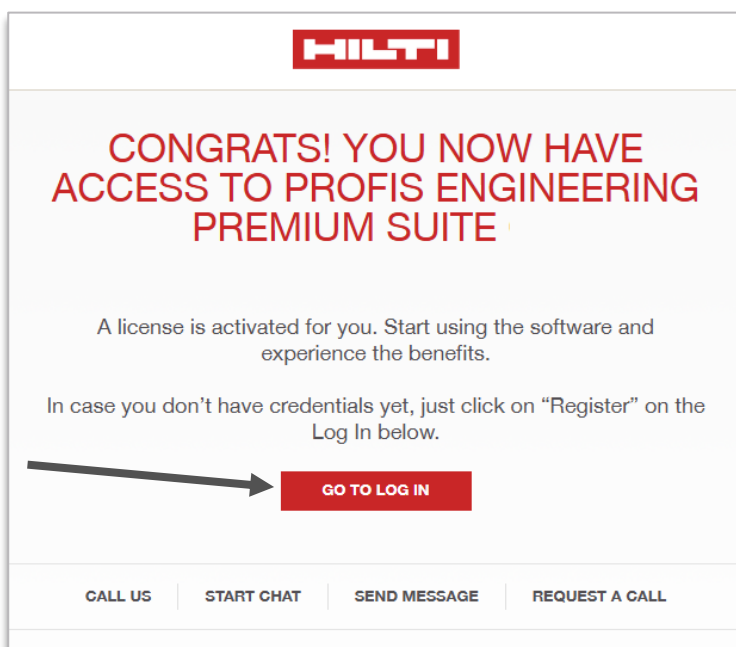 HILTI
CONGRATS! YOU NOW HAVE
ACCESS TO PROFIS ENGINEERING
PREMIUM SUITE
A license is activated for you. Start using the software and
experience the benefits.
In case you don’t have credentials yet, just click on “Register” on the
Log In below.
GO TO LOG IN
CALL US
START CHAT
SEND MESSAGE
REQUEST A CALL